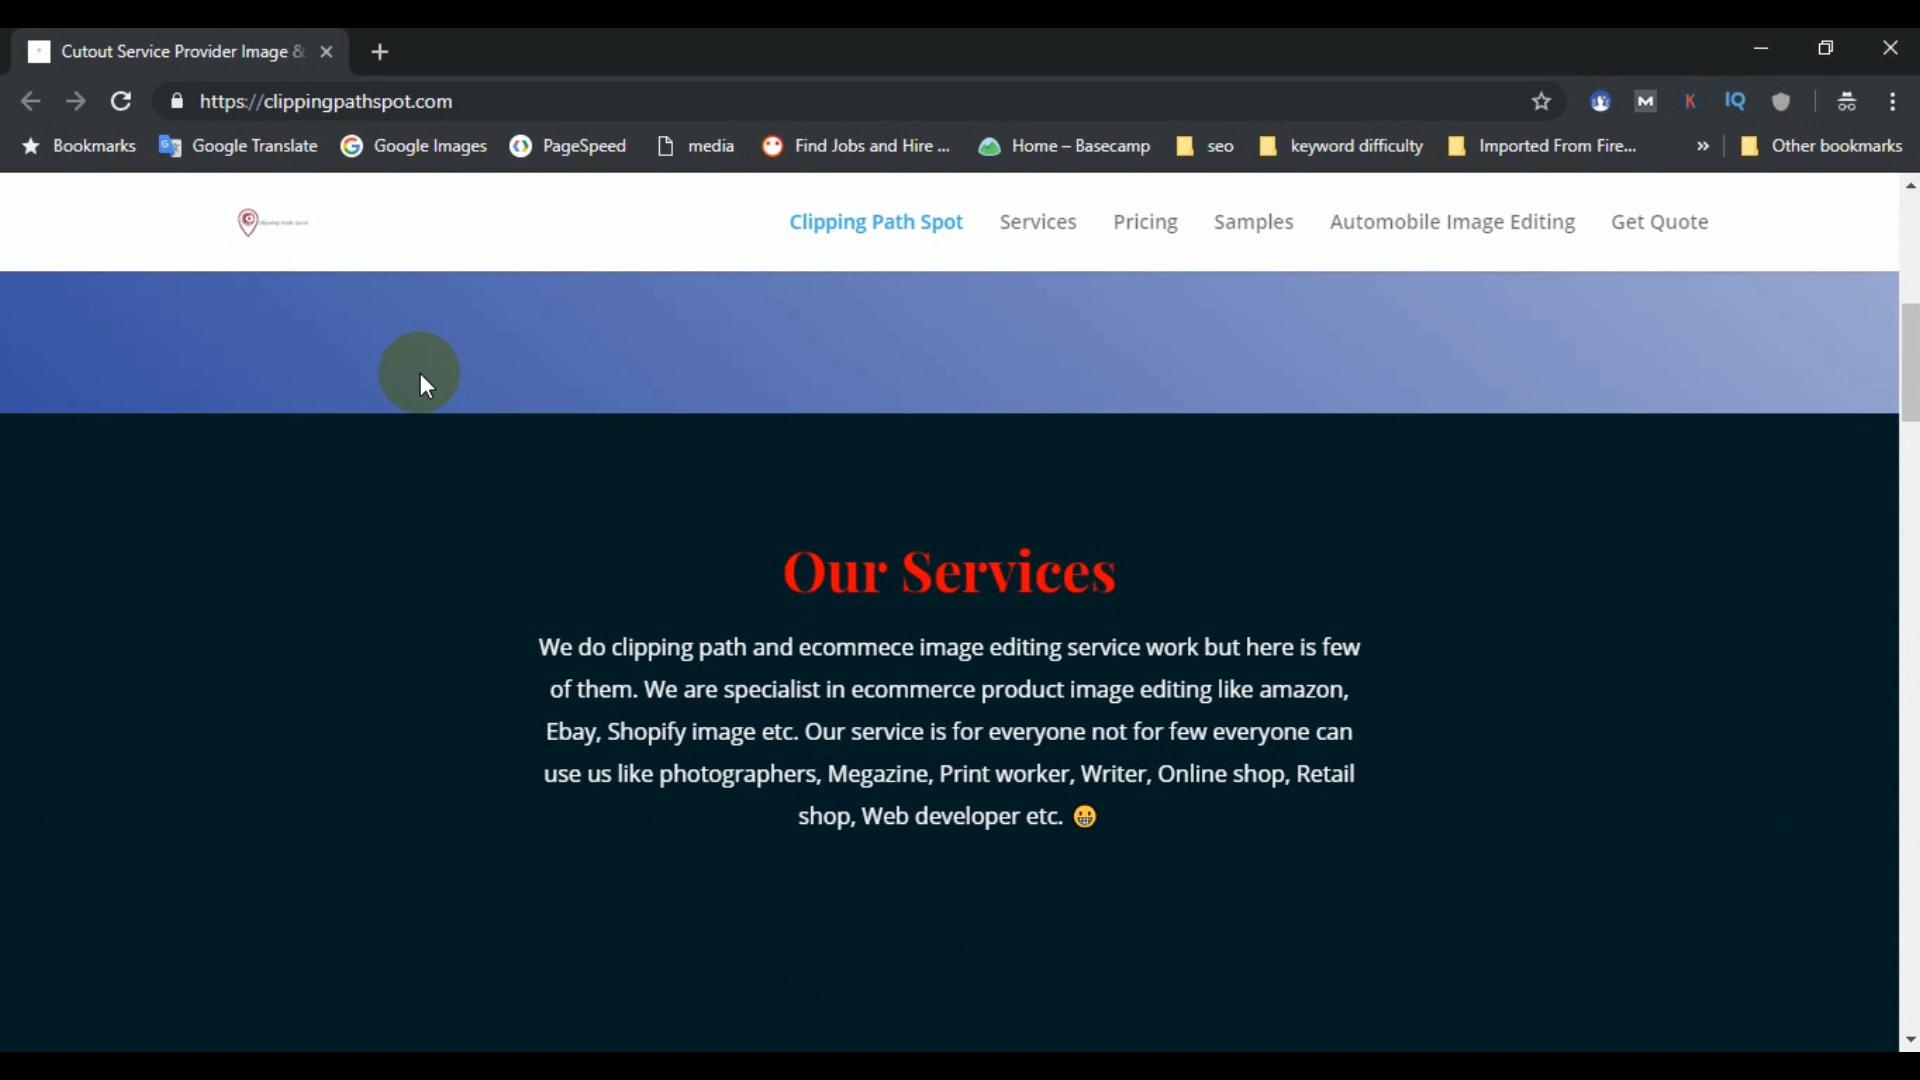 Cutout Service Provider Image &
https://clippingpathspot.com
M K IQ
Bookmarks Google Translate Google Images PageSpeed media Find Jobs and Hire ... Home – Basecamp seo keyword difficulty Imported From Fire... » Other bookmarks
Clipping Path Spot Clipping Path Spot Services Pricing Samples Automobile Image Editing Get Quote
Our Services
We do clipping path and ecommece image editing service work but here is few
of them. We are specialist in ecommerce product image editing like amazon,
Ebay, Shopify image etc. Our service is for everyone not for few everyone can
use us like photographers, Megazine, Print worker, Writer, Online shop, Retail
shop, Web developer etc. 😀